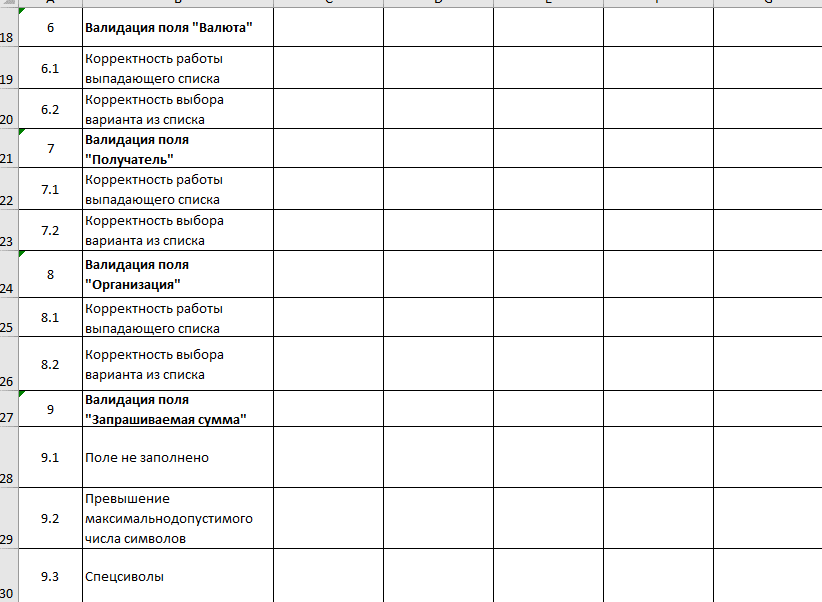 A B C D E F G
18 6 Валидация поля "Валюта"
19 6.1 Корректность работы
выпадающего списка
20 6.2 Корректность выбора
варианта из списка
21 7 Валидация поля
"Получатель"
22 7.1 Корректность работы
выпадающего списка
23 7.2 Корректность выбора
варианта из списка
24 8 Валидация поля
"Организация"
25 8.1 Корректность работы
выпадающего списка
26 8.2 Корректность выбора
варианта из списка
27 9 Валидация поля
"Запрашиваемая сумма"
28 9.1 Поле не заполнено
29 9.2 Превышение
максимальнодопустимого
числа символов
30 9.3 Спецсиволы